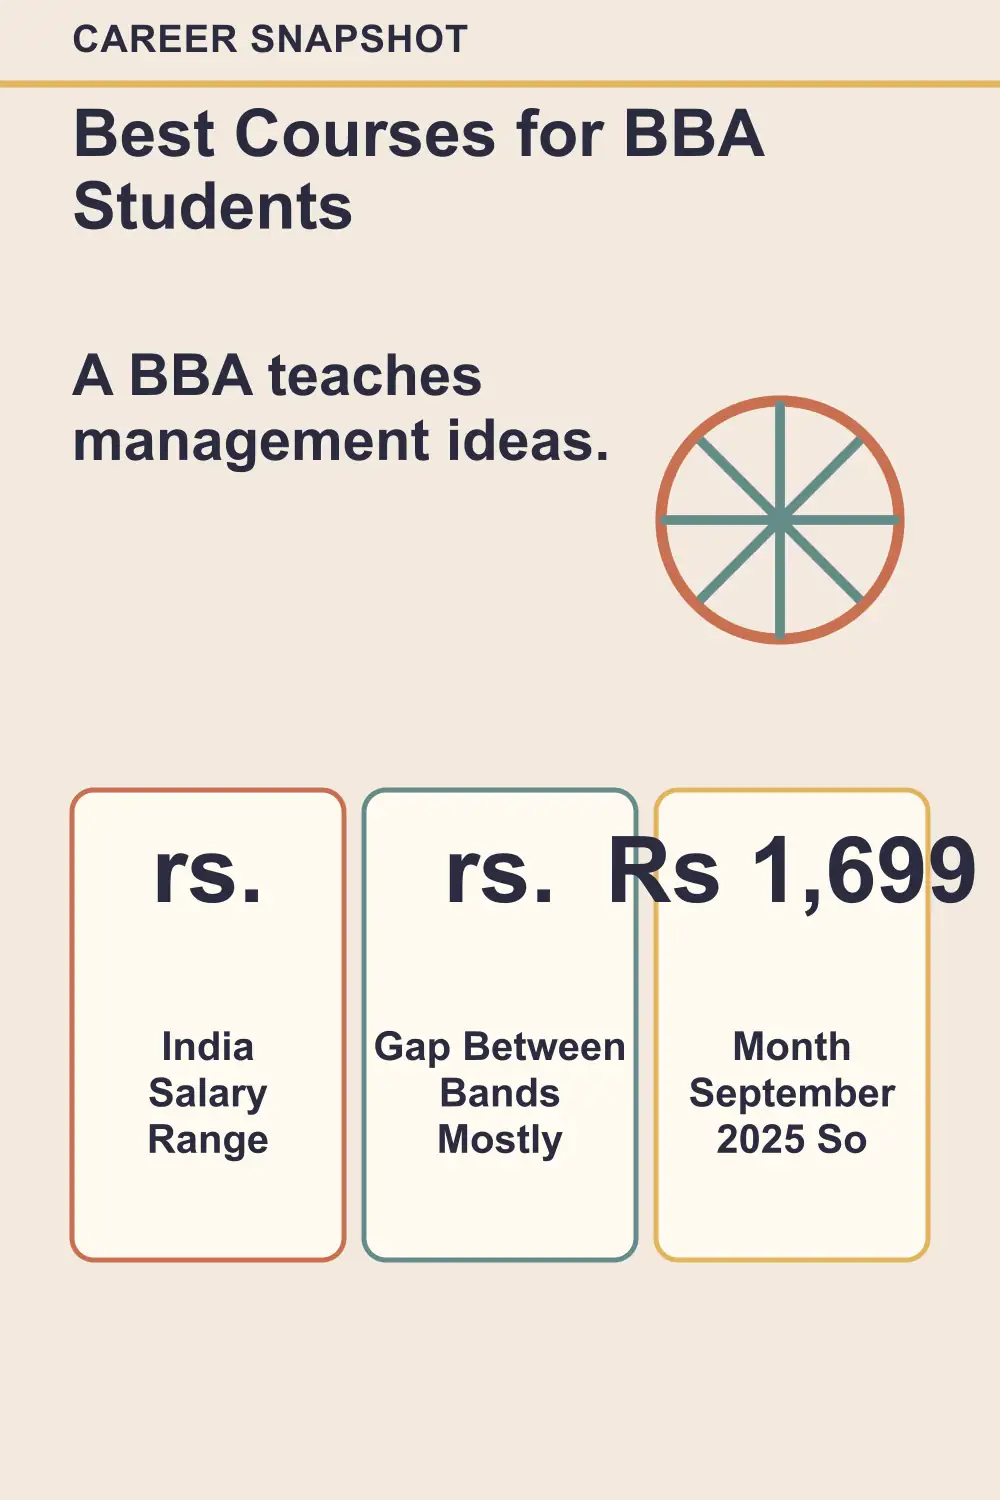 CAREER SNAPSHOT
Best Courses for BBA
Students
A BBA teaches
management ideas.
rs.
India
Salary
Range
rs.
Gap Between
Bands
Mostly
Rs 1,699
Month
September
2025 So